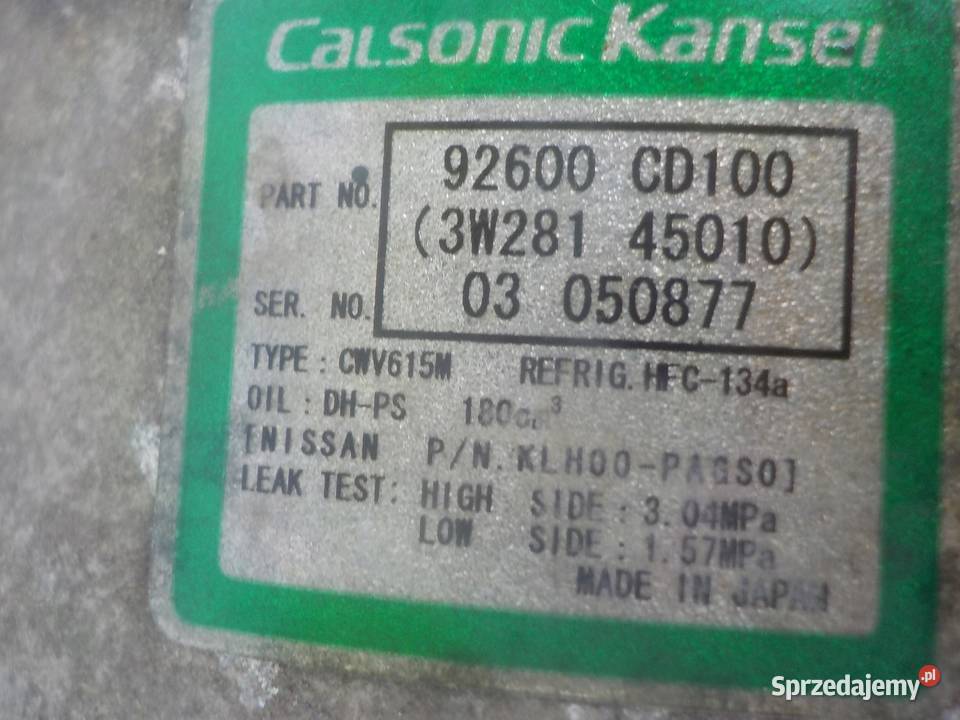 Calsonic Kansei
PART NO. 92600 CD100
(3W281 45010)
SER. NO. 03 050877
TYPE : CWV615M REFRIG. HFC-134a
OIL : DH-PS 180cm³
[NISSAN P/N. KLH00-PAGS0]
LEAK TEST: HIGH SIDE : 3.04MPa
LOW SIDE : 1.57MPa
MADE IN JAPAN
Sprzedajemy.pl